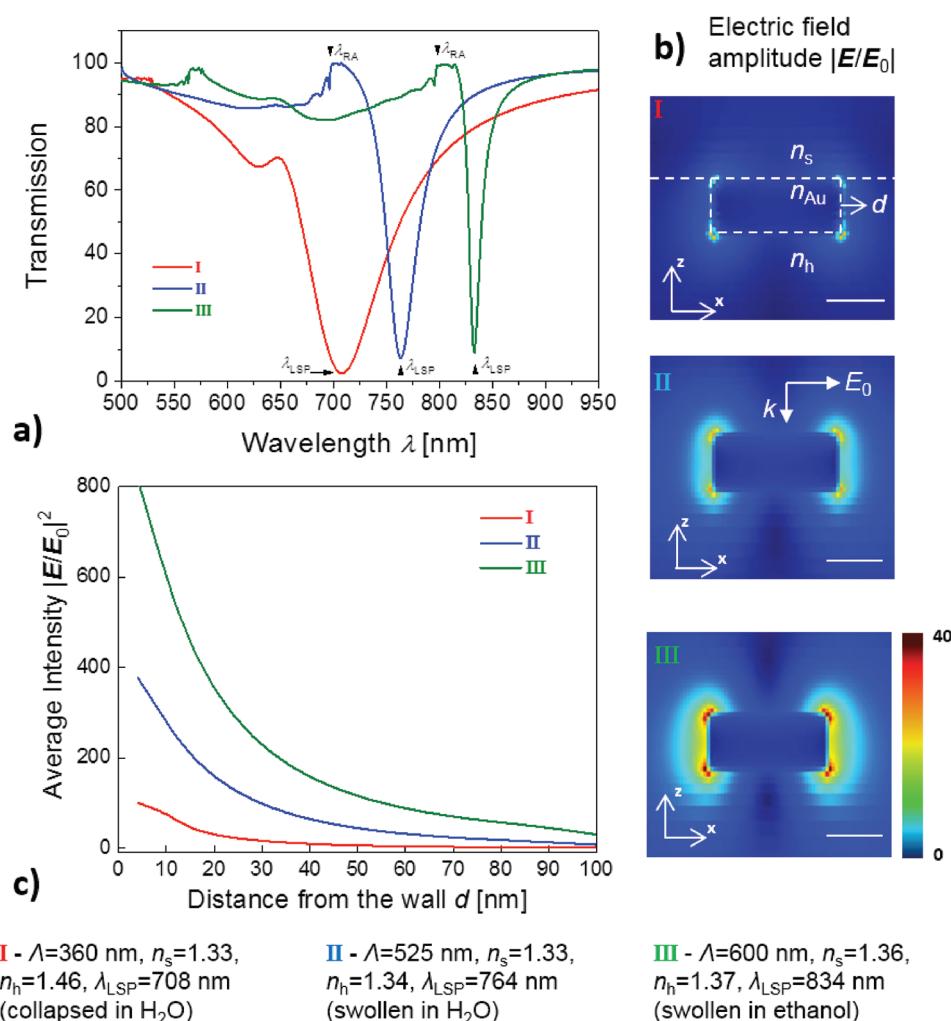 λRA
λRA
100
80
60
40
20
0
Transmission
I
II
III
λLSP
λLSP
λLSP
500 550 600 650 700 750 800 850 900 950
Wavelength λ [nm]
a)
b)
Electric field
amplitude |E/E0|
I
ns
nAu
d
nh
z
x
II
E0
k
z
x
III
z
x
40
0
800
600
400
200
0
Average Intensity |E/E0|²
I
II
III
0 10 20 30 40 50 60 70 80 90 100
Distance from the wall d [nm]
c)
I - Λ=360 nm, ns=1.33,
nh=1.46, λLSP=708 nm
(collapsed in H2O)
II - Λ=525 nm, ns=1.33,
nh=1.34, λLSP=764 nm
(swollen in H2O)
III - Λ=600 nm, ns=1.36,
nh=1.37, λLSP=834 nm
(swollen in ethanol)